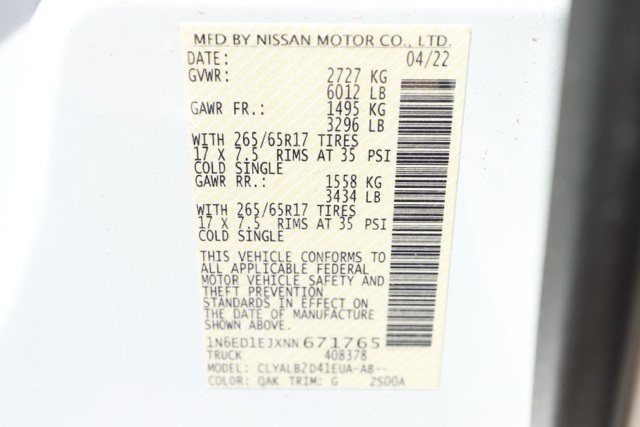 MFD BY NISSAN MOTOR CO., LTD.
DATE: 04/22
GVWR: 2727 KG
6012 LB
GAWR FR.: 1495 KG
3296 LB
WITH 265/65R17 TIRES
17 X 7.5 RIMS AT 35 PSI
COLD SINGLE
GAWR RR.: 1558 KG
3434 LB
WITH 265/65R17 TIRES
17 X 7.5 RIMS AT 35 PSI
COLD SINGLE
THIS VEHICLE CONFORMS TO
ALL APPLICABLE FEDERAL
MOTOR VEHICLE SAFETY AND
THEFT PREVENTION
STANDARDS IN EFFECT ON
THE DATE OF MANUFACTURE
SHOWN ABOVE.
1N6ED1EJXNN671765
TRUCK 408378
MODEL: CLYALB2D41EUA-AB--
COLOR: QAK TRIM: G 2S00A